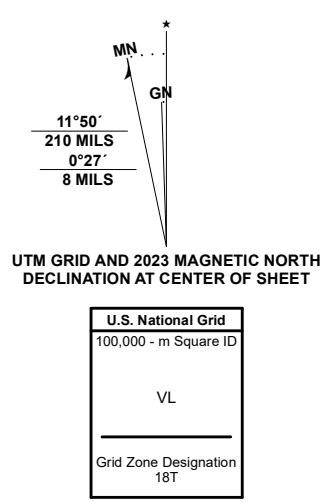 ★
MN
GN
11°50´
210 MILS
0°27´
8 MILS
UTM GRID AND 2023 MAGNETIC NORTH
DECLINATION AT CENTER OF SHEET
U.S. National Grid
100,000 - m Square ID
VL
Grid Zone Designation
18T